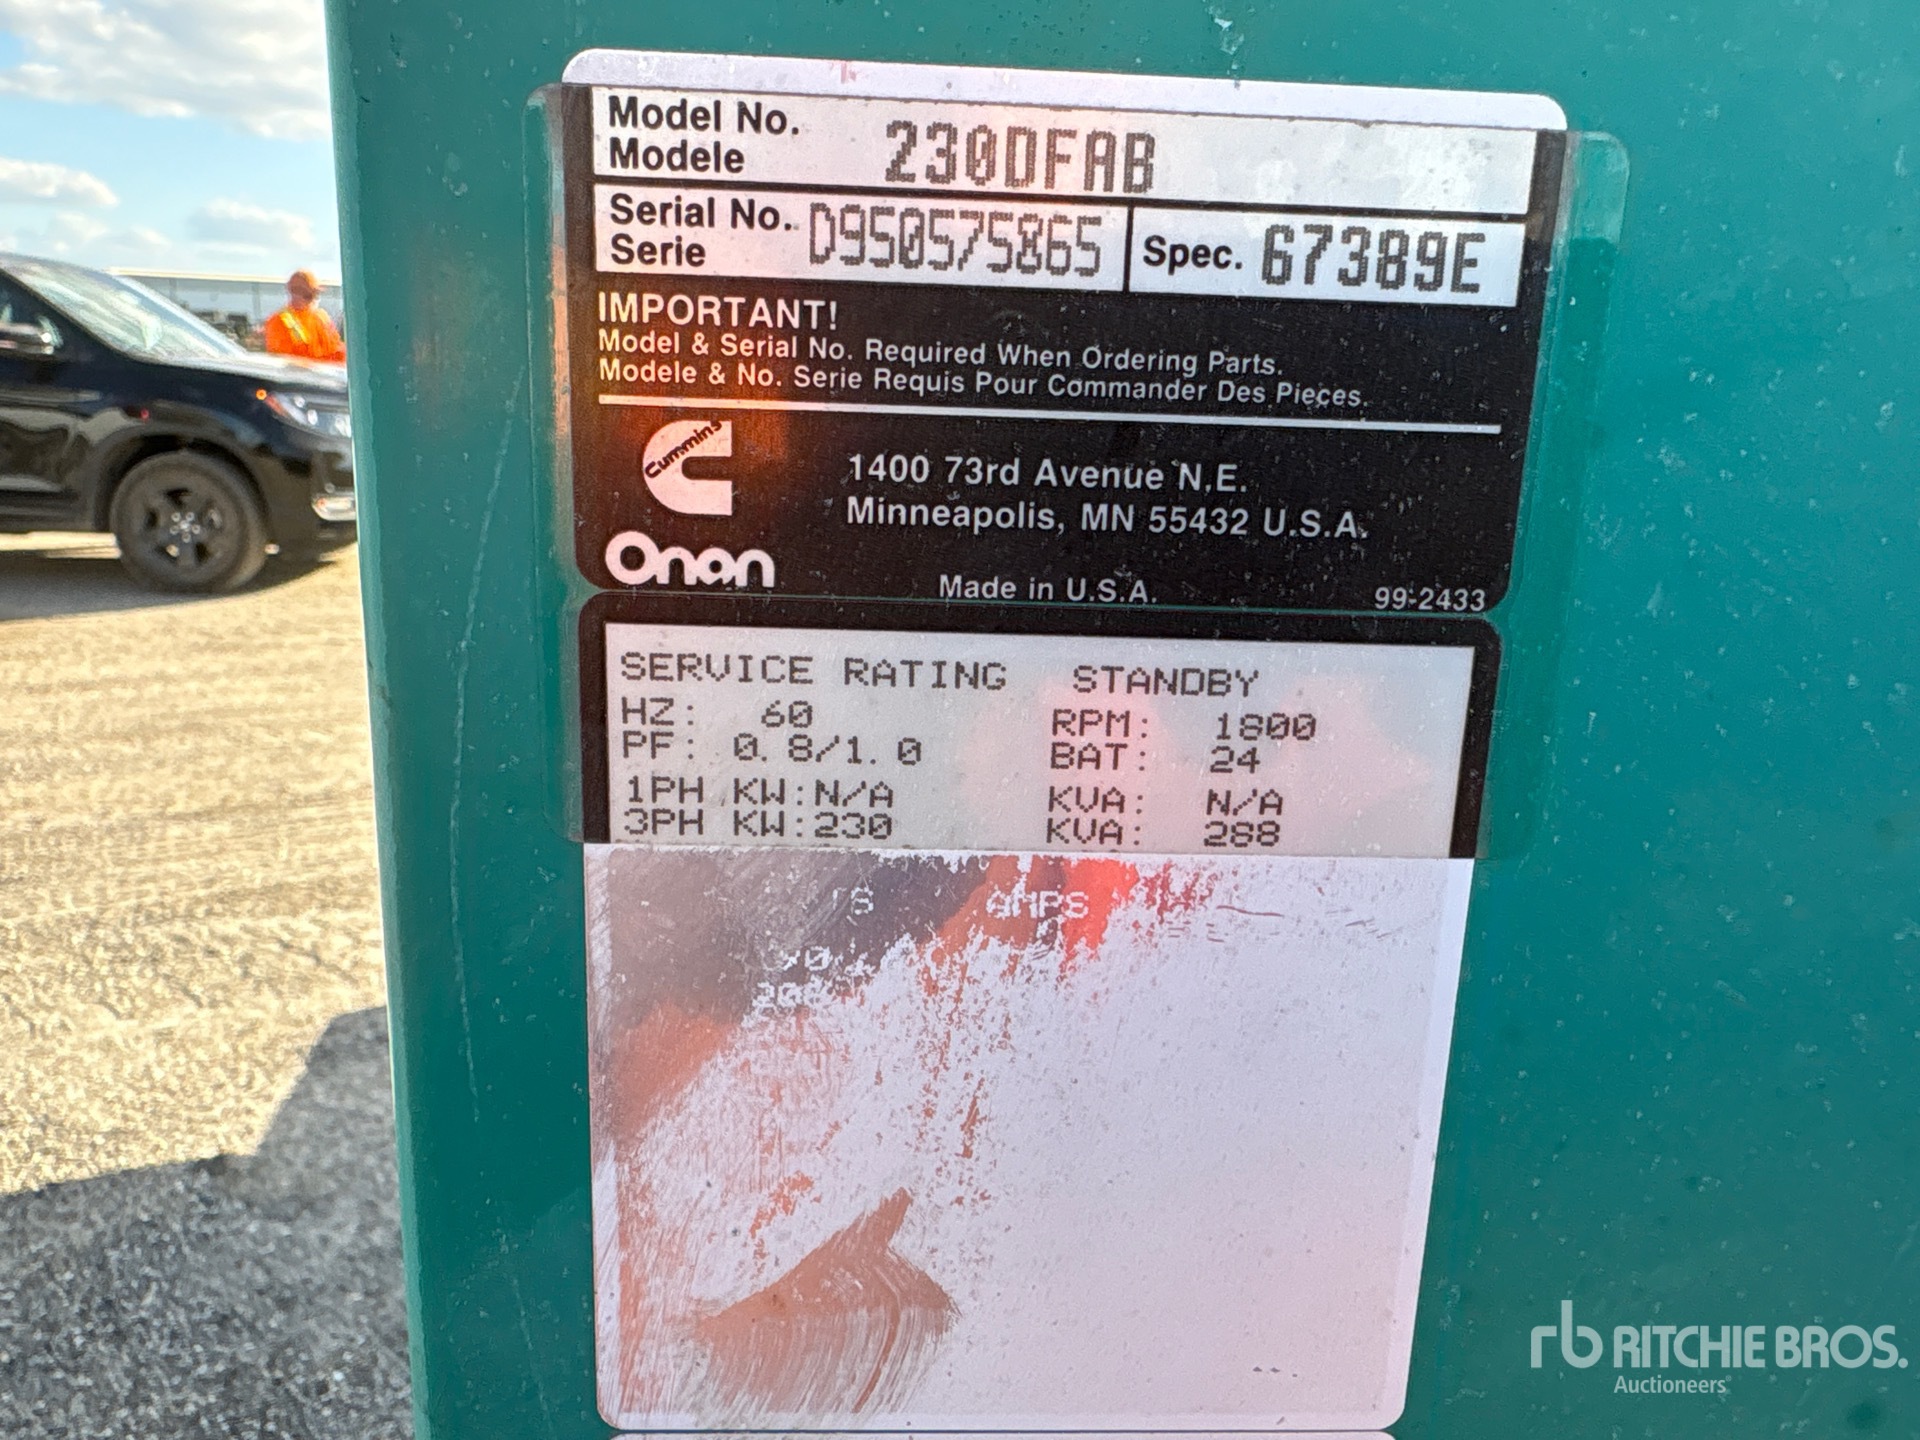 Model No.
Modele
230DFAB
Serial No.
Serie
D950575865
Spec. 67389E
IMPORTANT!
Model & Serial No. Required When Ordering Parts.
Modele & No. Serie Requis Pour Commander Des Pieces.
Cummins
Onan
1400 73rd Avenue N.E.
Minneapolis, MN 55432 U.S.A.
Made in U.S.A.
99-2433
SERVICE RATING STANDBY
HZ: 60 RPM: 1800
PF: 0.8/1.0 BAT: 24
1PH KW:N/A KVA: N/A
3PH KW:230 KVA: 288
AMPS
208
rb RITCHIE BROS.
Auctioneers